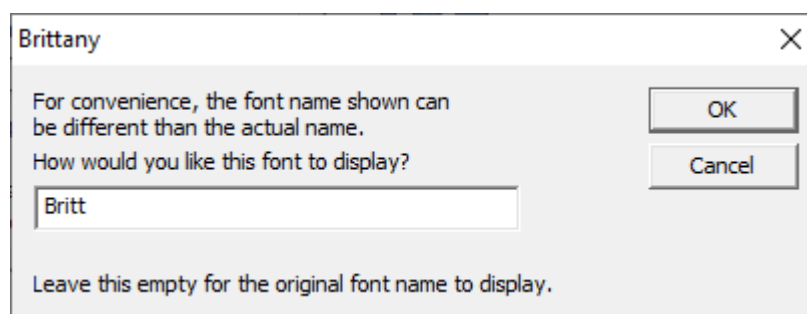 Brittany
For convenience, the font name shown can
be different than the actual name.
OK
How would you like this font to display?
Cancel
Britt
Leave this empty for the original font name to display.